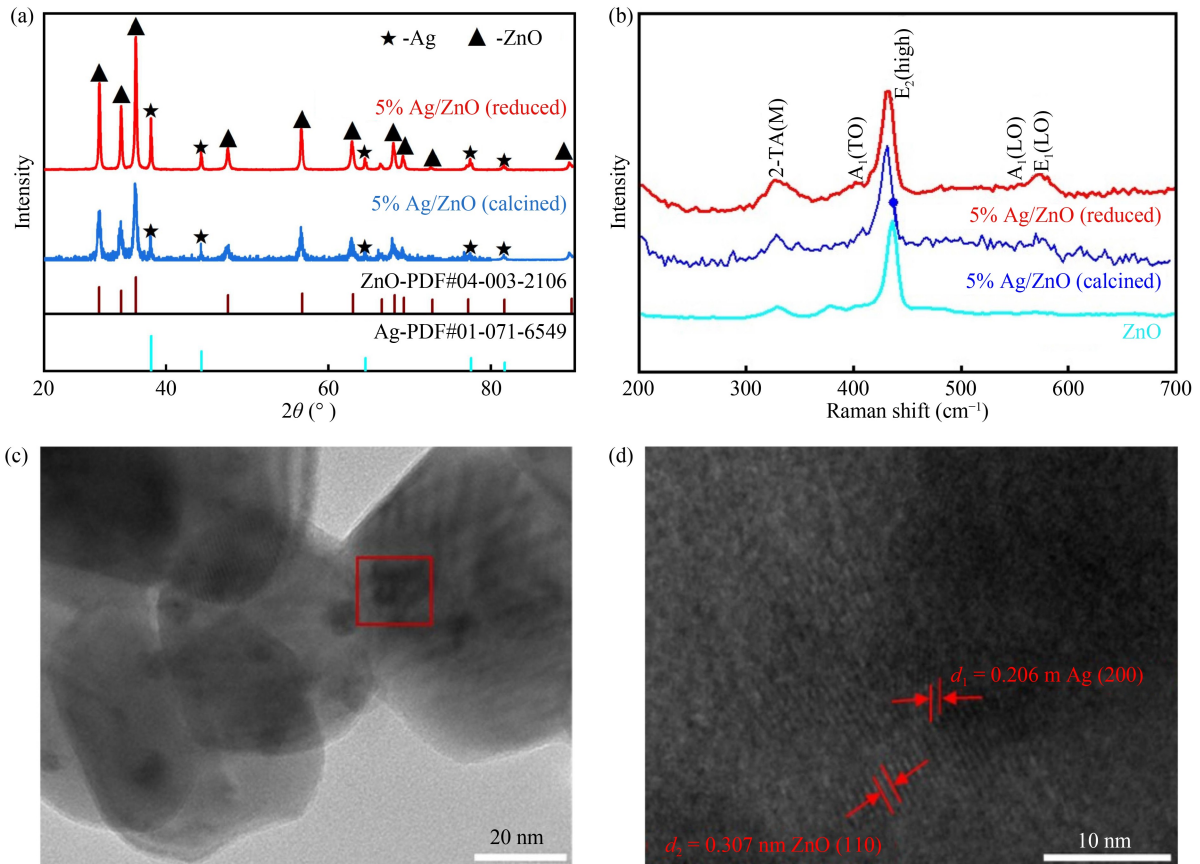 (a)
Intensity
★ -Ag ▲ -ZnO
5% Ag/ZnO (reduced)
5% Ag/ZnO (calcined)
ZnO-PDF#04-003-2106
Ag-PDF#01-071-6549
20 40 60 80
2θ (°)
(b)
Intensity
2-TA(M)
A₁(TO)
E₂(high)
A₁(LO)
E₁(LO)
5% Ag/ZnO (reduced)
5% Ag/ZnO (calcined)
ZnO
200 300 400 500 600 700
Raman shift (cm⁻¹)
(c)
20 nm
(d)
d₁ = 0.206 m Ag (200)
d₂ = 0.307 nm ZnO (110)
10 nm